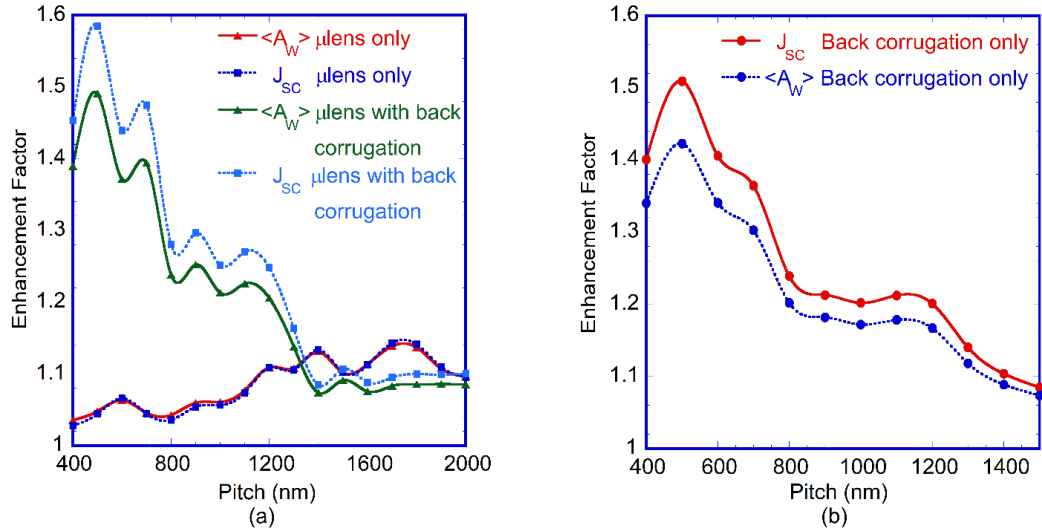 Enhancement Factor
1.6
1.5
1.4
1.3
1.2
1.1
1
400
800
1200
1600
2000
Pitch (nm)
(a)
<A_W> μlens only
J_SC μlens only
<A_W> μlens with back
corrugation
J_SC μlens with back
corrugation
Enhancement Factor
1.6
1.5
1.4
1.3
1.2
1.1
1
400
600
800
1000
1200
1400
Pitch (nm)
(b)
J_SC Back corrugation only
<A_W> Back corrugation only